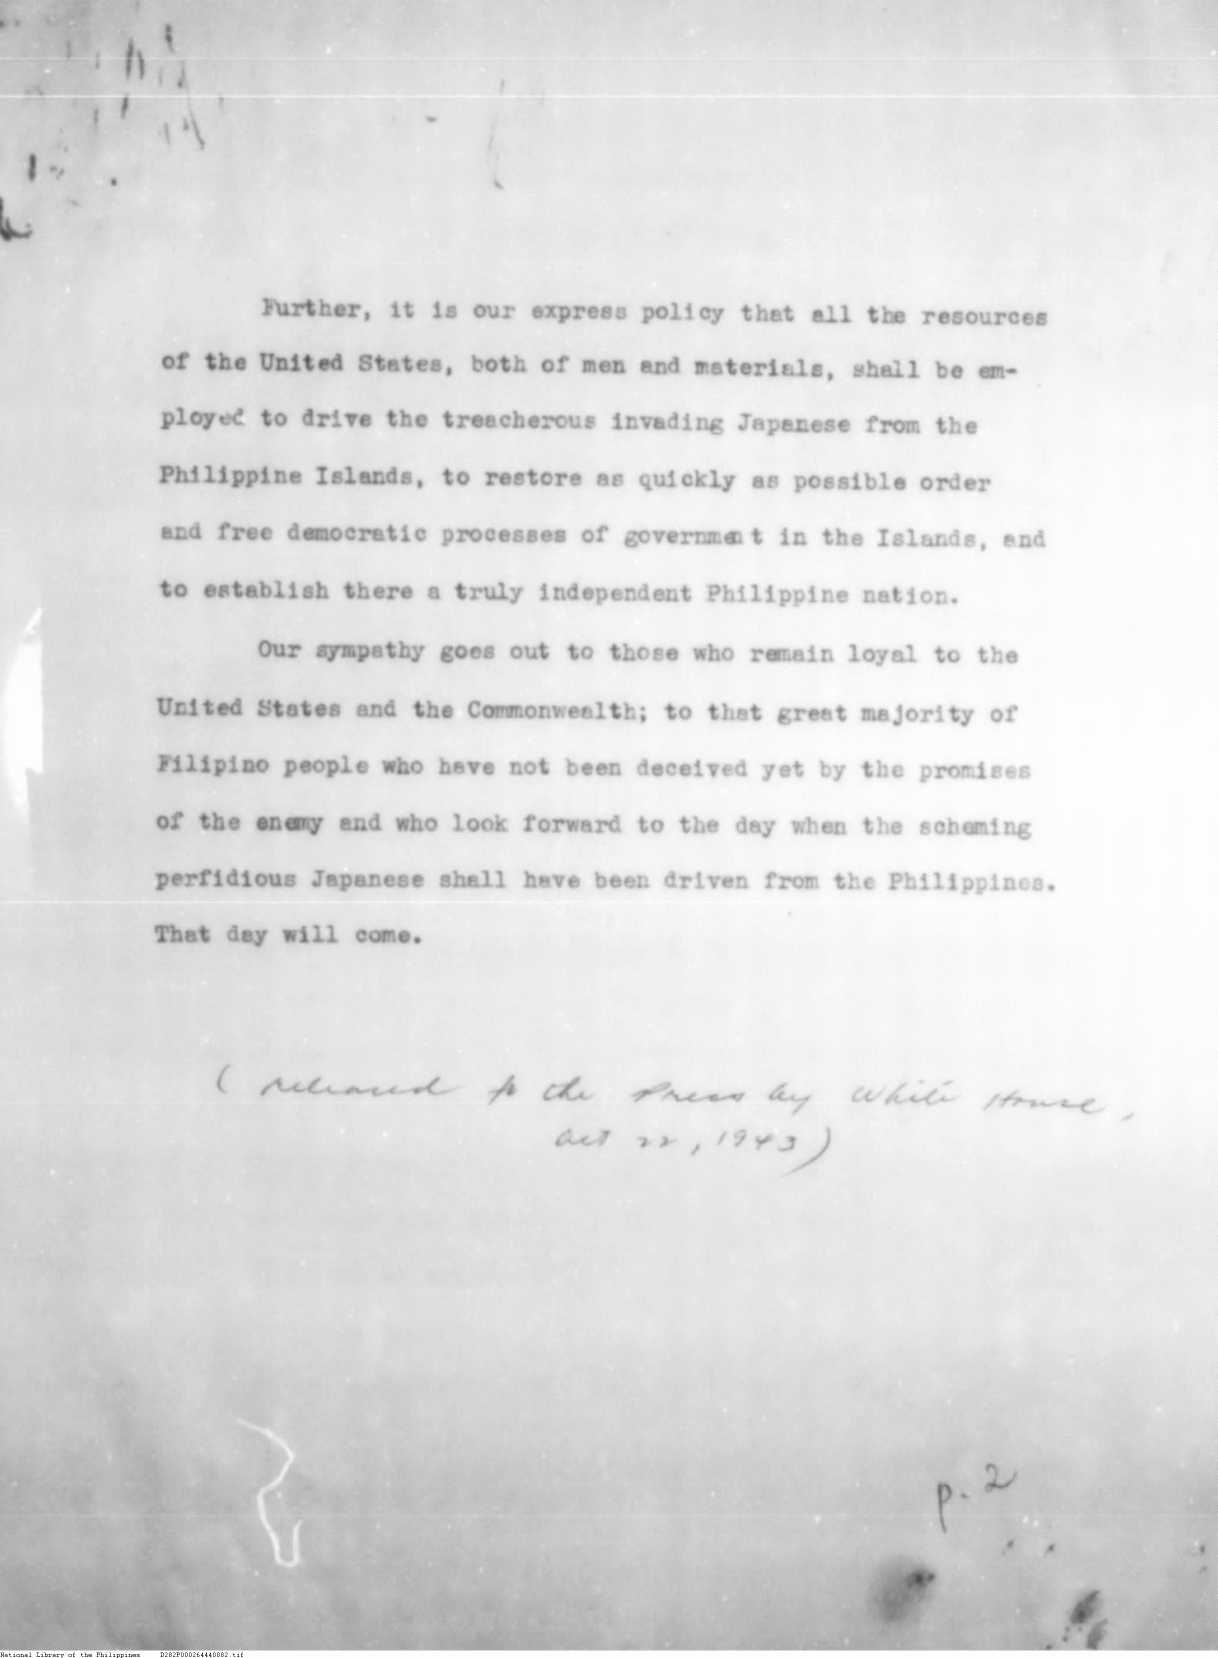 Further, it is our express policy that all the resources
of the United States, both of men and materials, shall be em-
ployed to drive the treacherous invading Japanese from the
Philippine Islands, to restore as quickly as possible order
and free democratic processes of government in the Islands, and
to establish there a truly independent Philippine nation.
Our sympathy goes out to those who remain loyal to the
United States and the Commonwealth; to that great majority of
Filipino people who have not been deceived yet by the promises
of the enemy and who look forward to the day when the scheming
perfidious Japanese shall have been driven from the Philippines.
That day will come.
( released to the Press by White House,
Oct 22, 1943)
p. 2
National Library of the Philippines D282P000264440082.tif